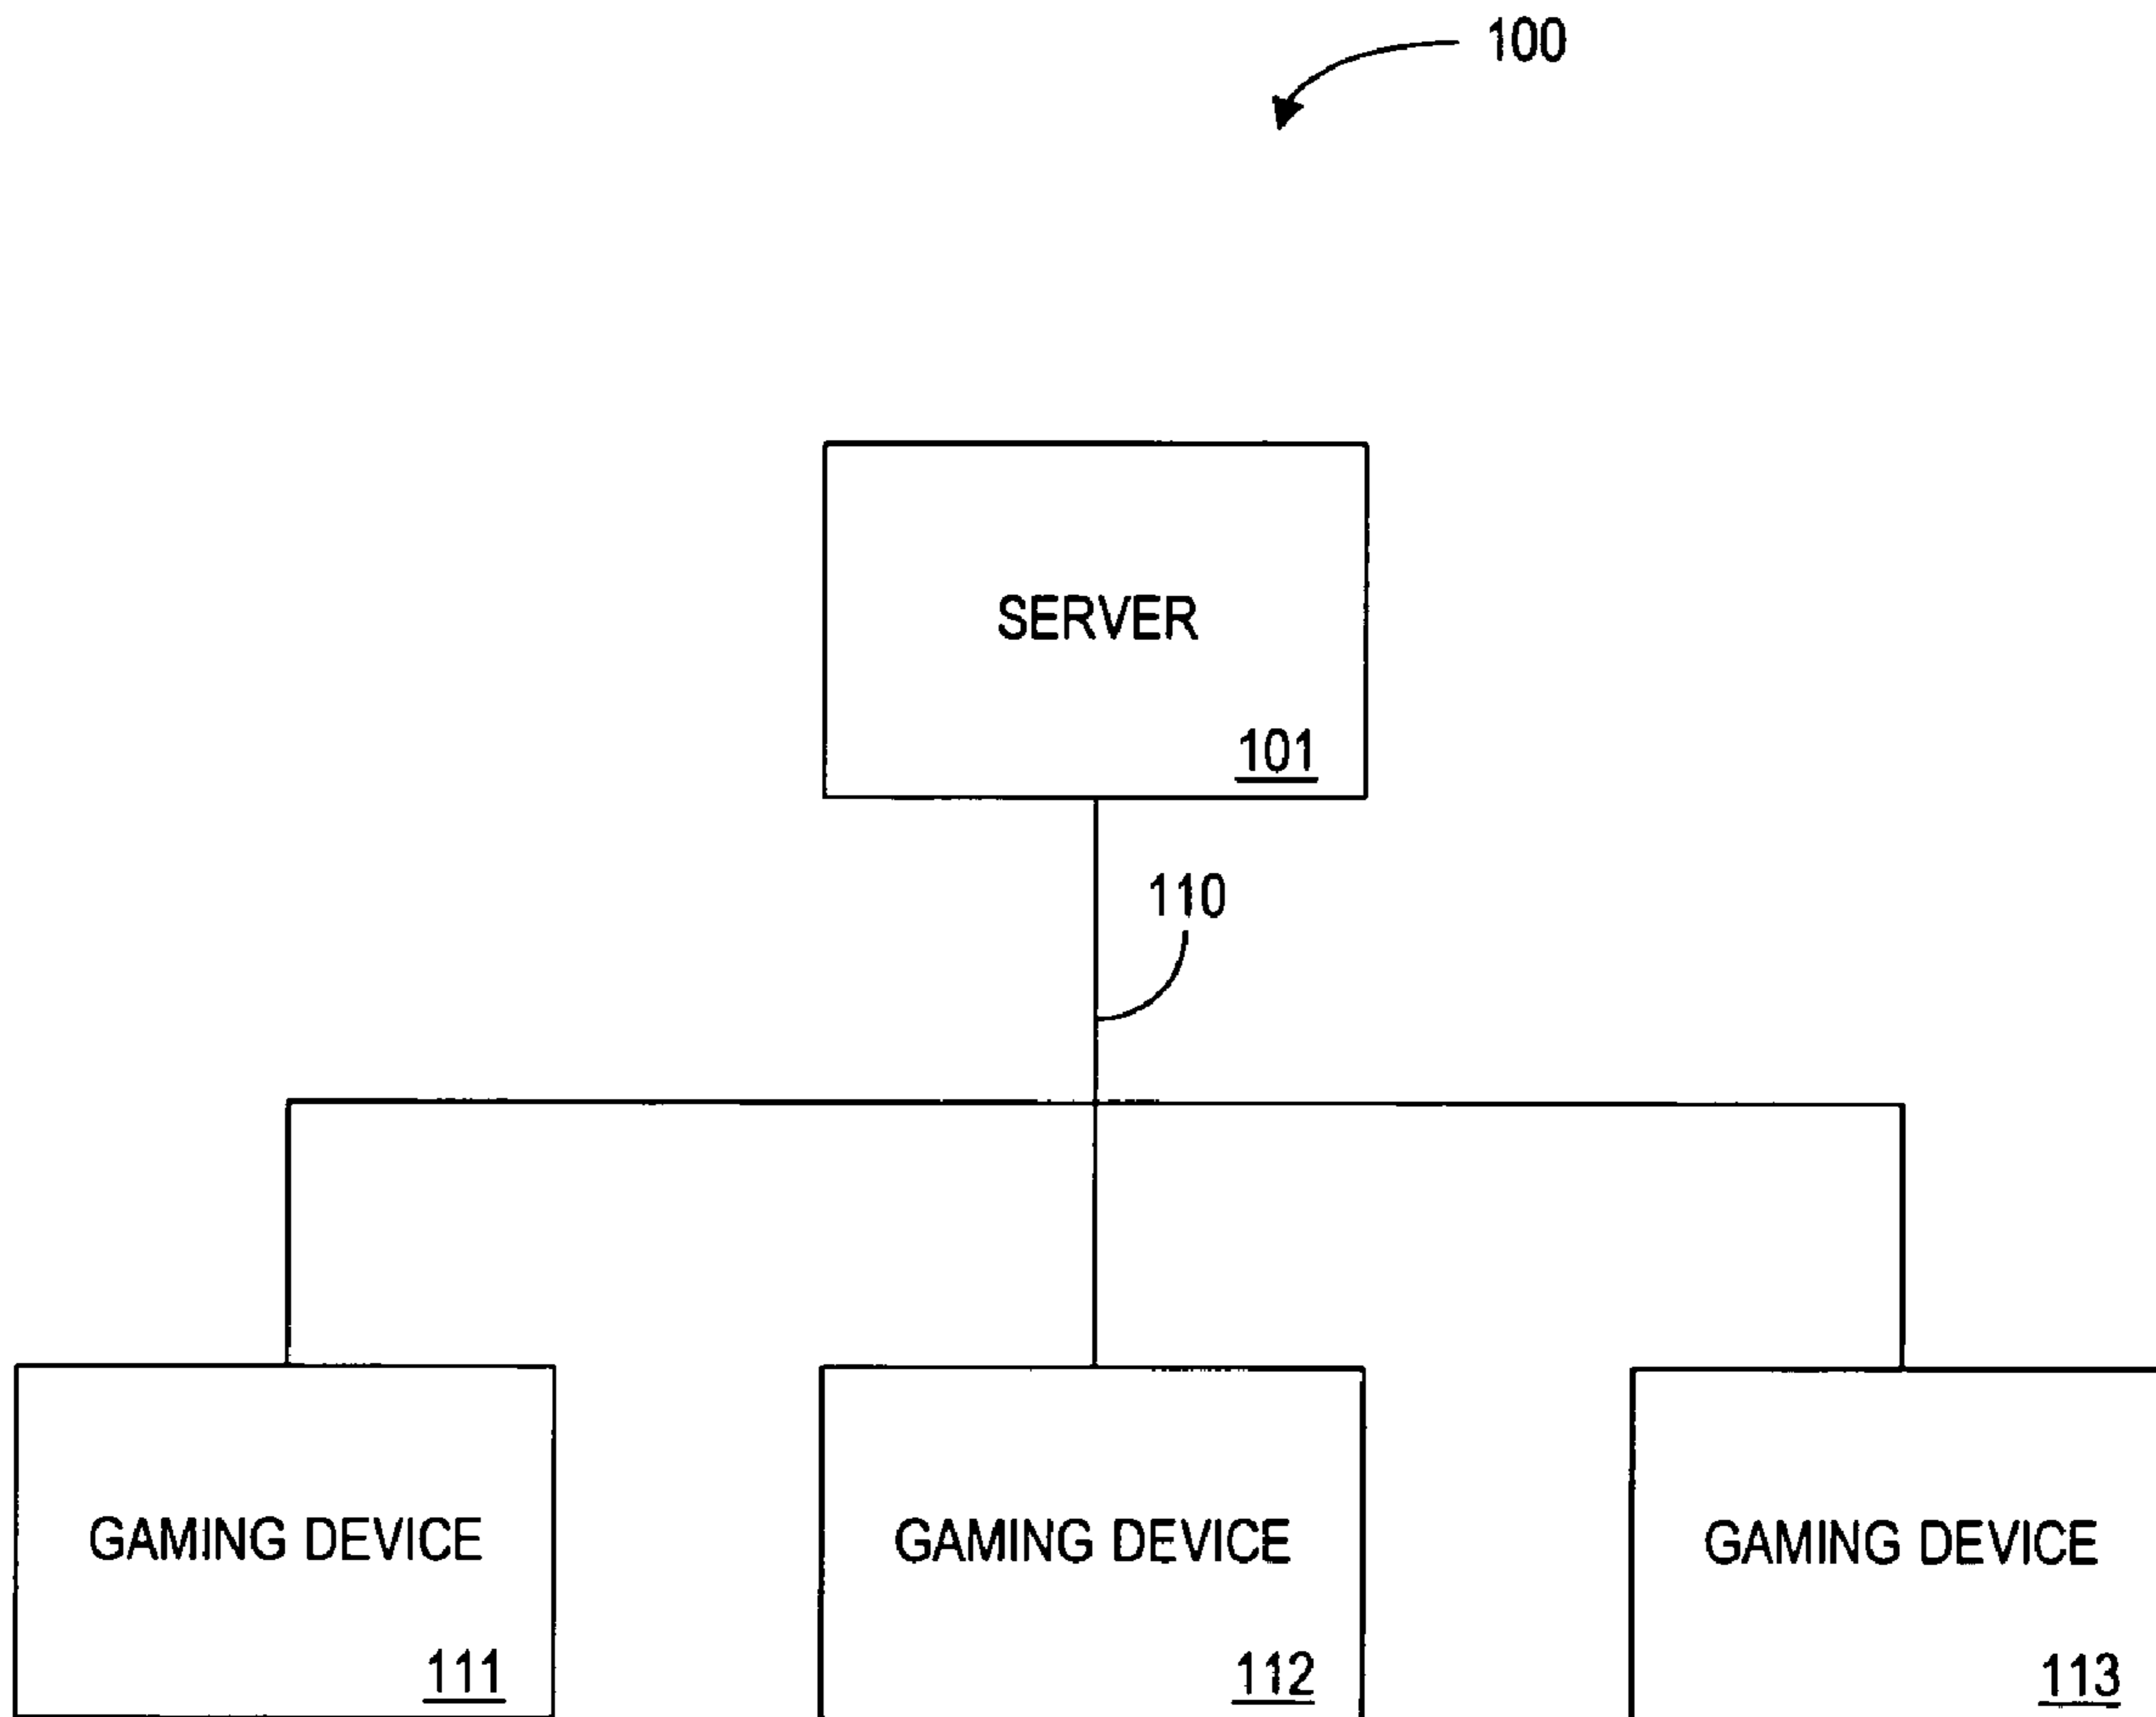 100
SERVER
101
110
GAMING DEVICE
111
GAMING DEVICE
112
GAMING DEVICE
113